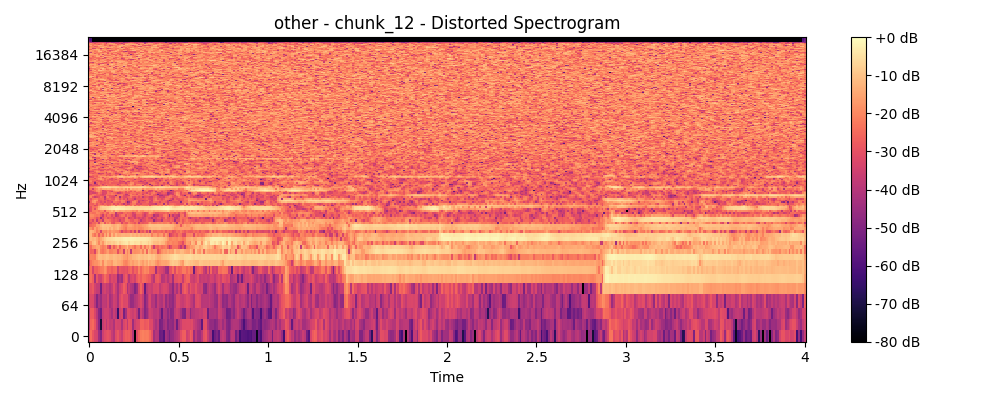 other - chunk_12 - Distorted Spectrogram
Hz
16384
8192
4096
2048
1024
512
256
128
64
0
0 0.5 1 1.5 2 2.5 3 3.5 4
Time
+0 dB
-10 dB
-20 dB
-30 dB
-40 dB
-50 dB
-60 dB
-70 dB
-80 dB